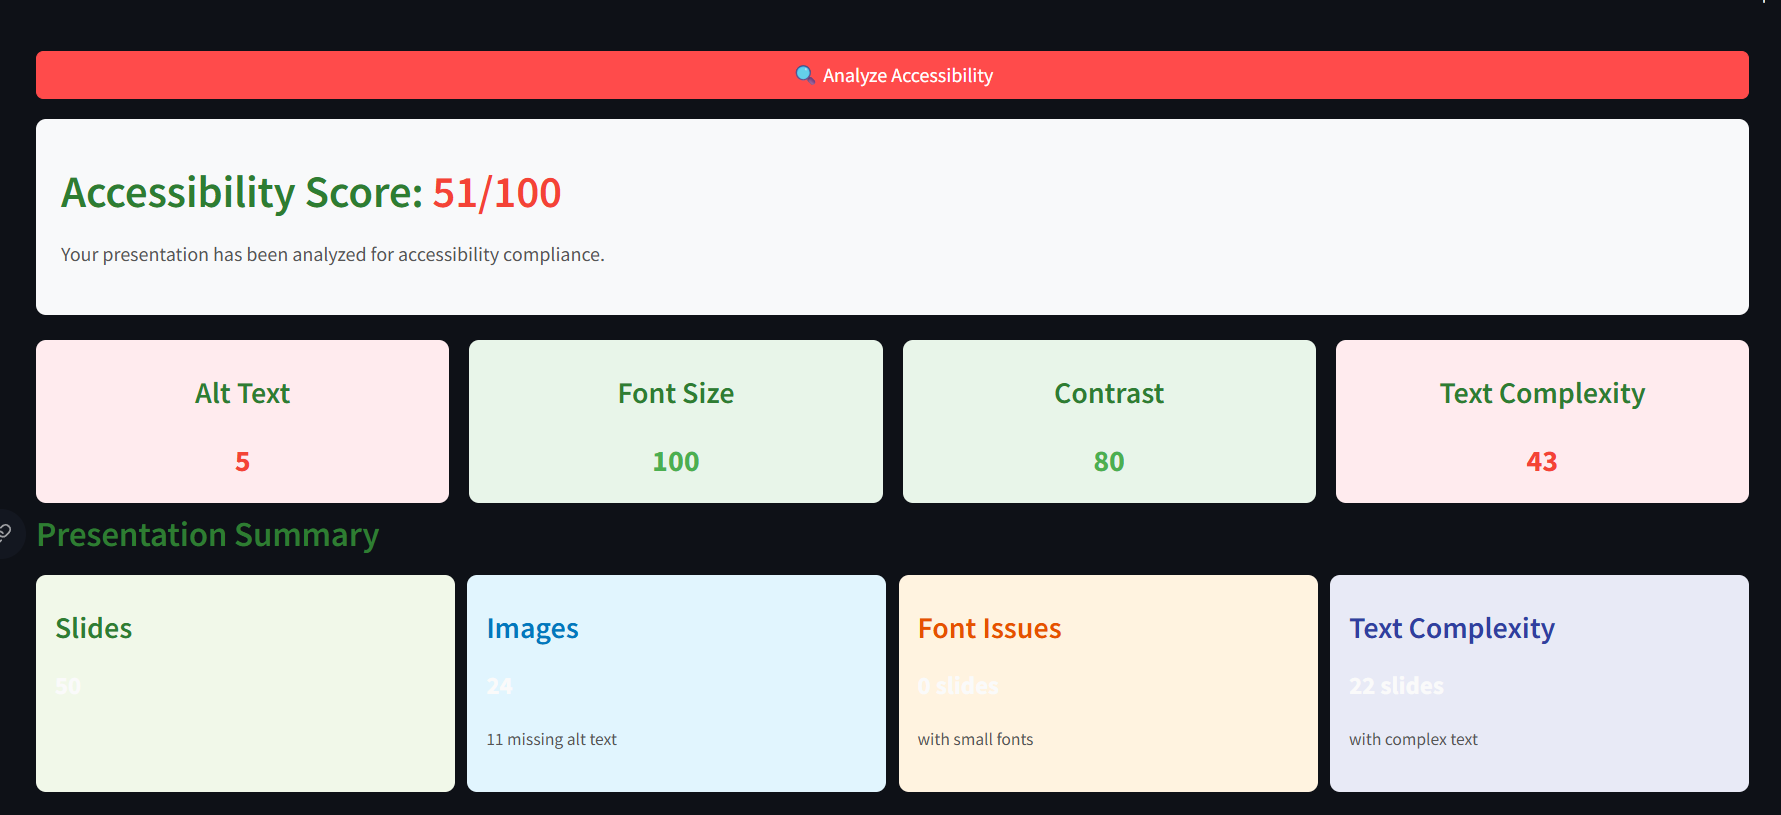 Analyze Accessibility
Accessibility Score: 51/100
Your presentation has been analyzed for accessibility compliance.
Alt Text
5
Font Size
100
Contrast
80
Text Complexity
43
Presentation Summary
Slides
50
Images
24
11 missing alt text
Font Issues
0 slides
with small fonts
Text Complexity
22 slides
with complex text